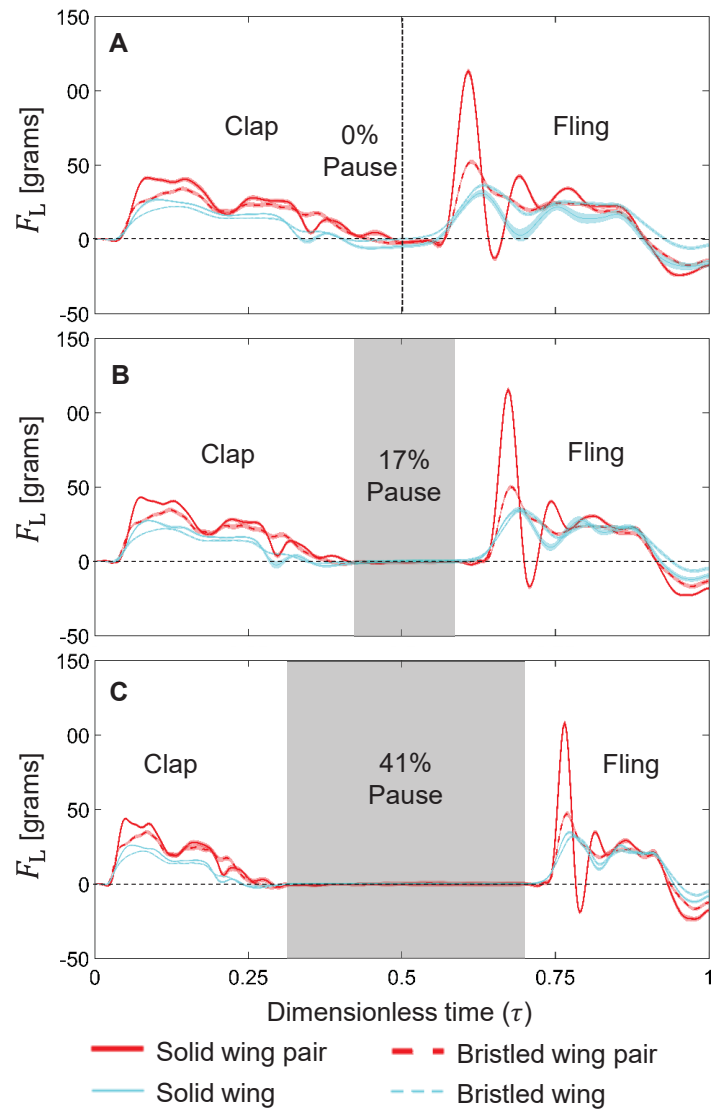 150
A
00
Clap
0%
Pause
Fling
50
0
-50
F_L [grams]
150
B
00
Clap
17%
Pause
Fling
50
0
-50
F_L [grams]
150
C
00
Clap
41%
Pause
Fling
50
0
-50
F_L [grams]
0
0.25
0.5
0.75
1
Dimensionless time (τ)
Solid wing pair
Bristled wing pair
Solid wing
Bristled wing